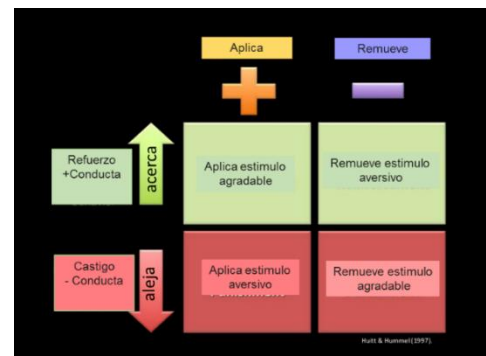 Aplica
Remueve
Refuerzo
+Conducta
acerca
Aplica estimulo
agradable
Remueve estimulo
aversivo
Castigo
- Conducta
aleja
Aplica estimulo
aversivo
Remueve estimulo
agradable
Huitt & Hummel(1997).